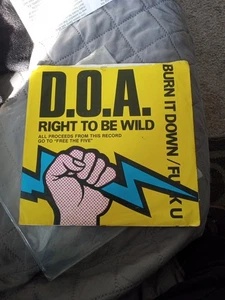 D.O.A.
RIGHT TO BE WILD
ALL PROCEEDS FROM THIS RECORD
GO TO "FREE THE FIVE"
BURN IT DOWN/FU
K U